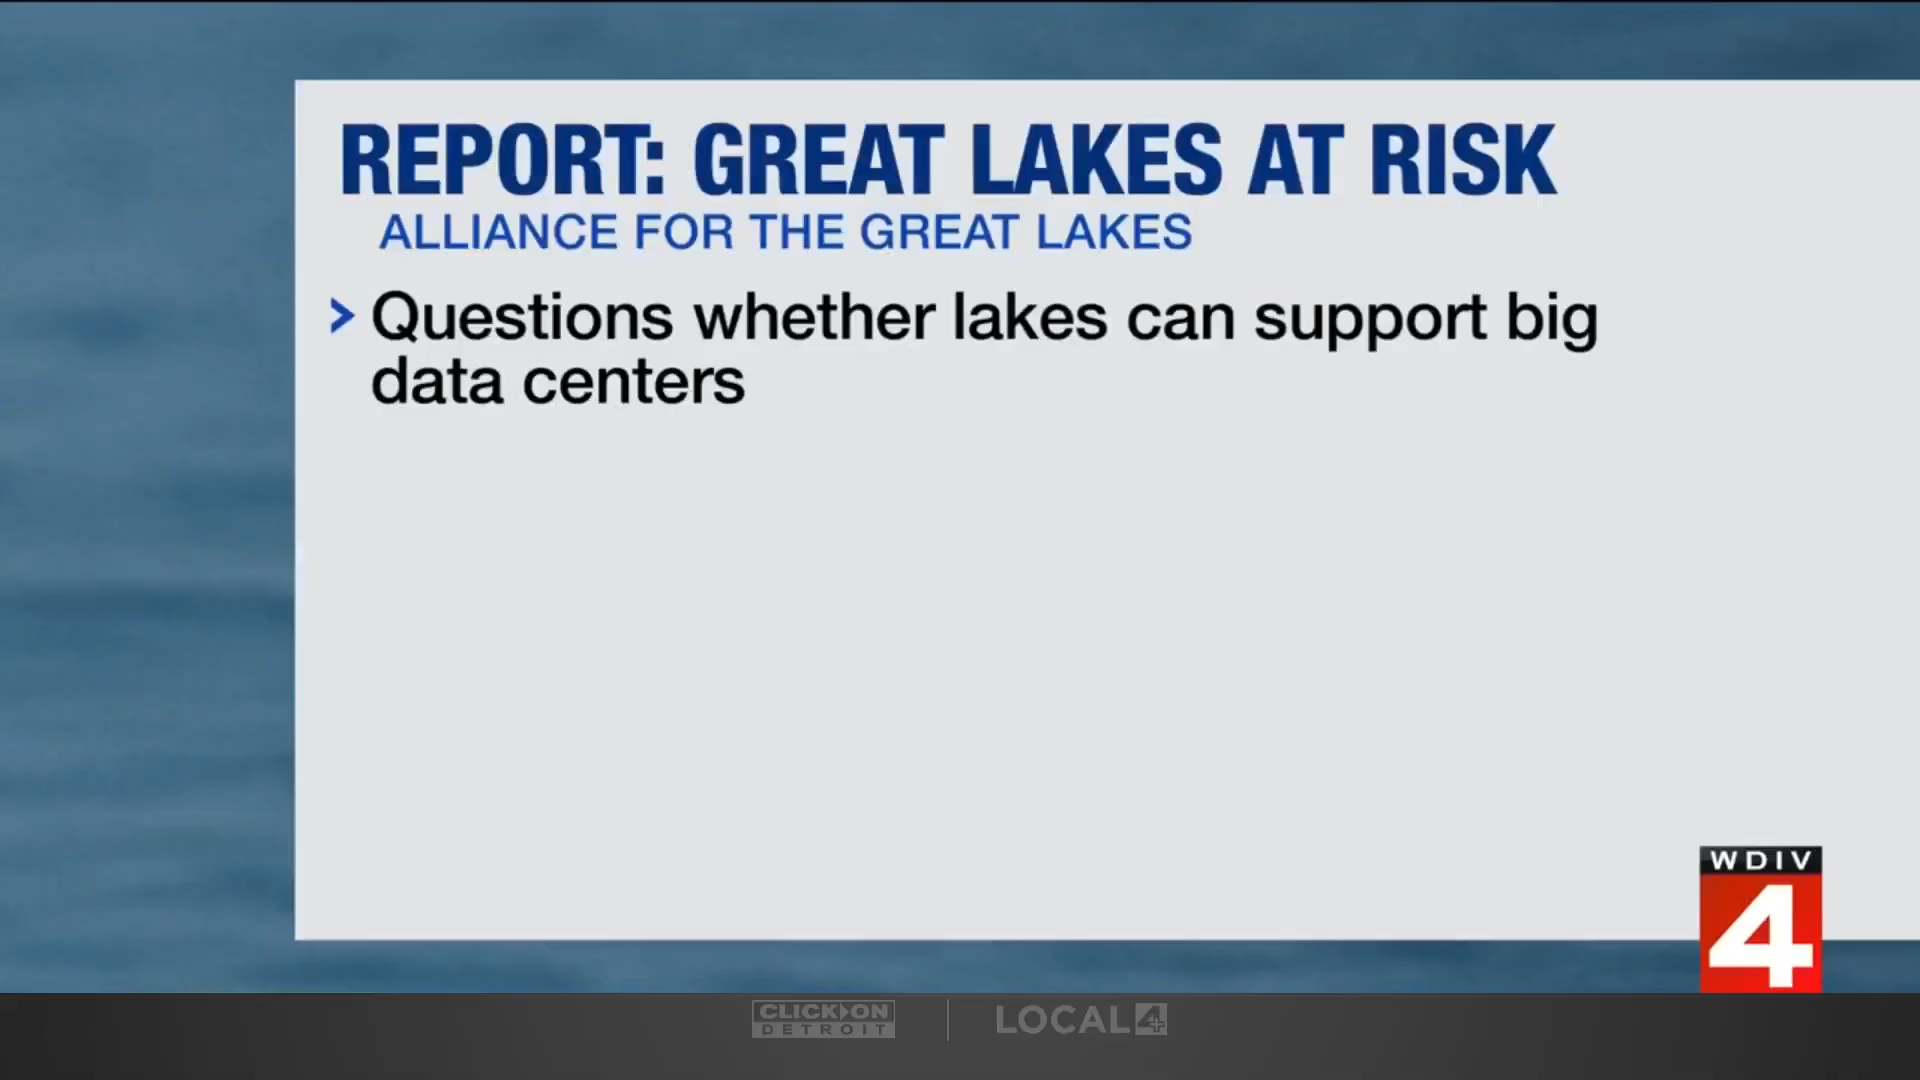 REPORT: GREAT LAKES AT RISK
ALLIANCE FOR THE GREAT LAKES
> Questions whether lakes can support big
data centers
WDIV
4
CLICK ON
DETROIT
LOCAL 4+